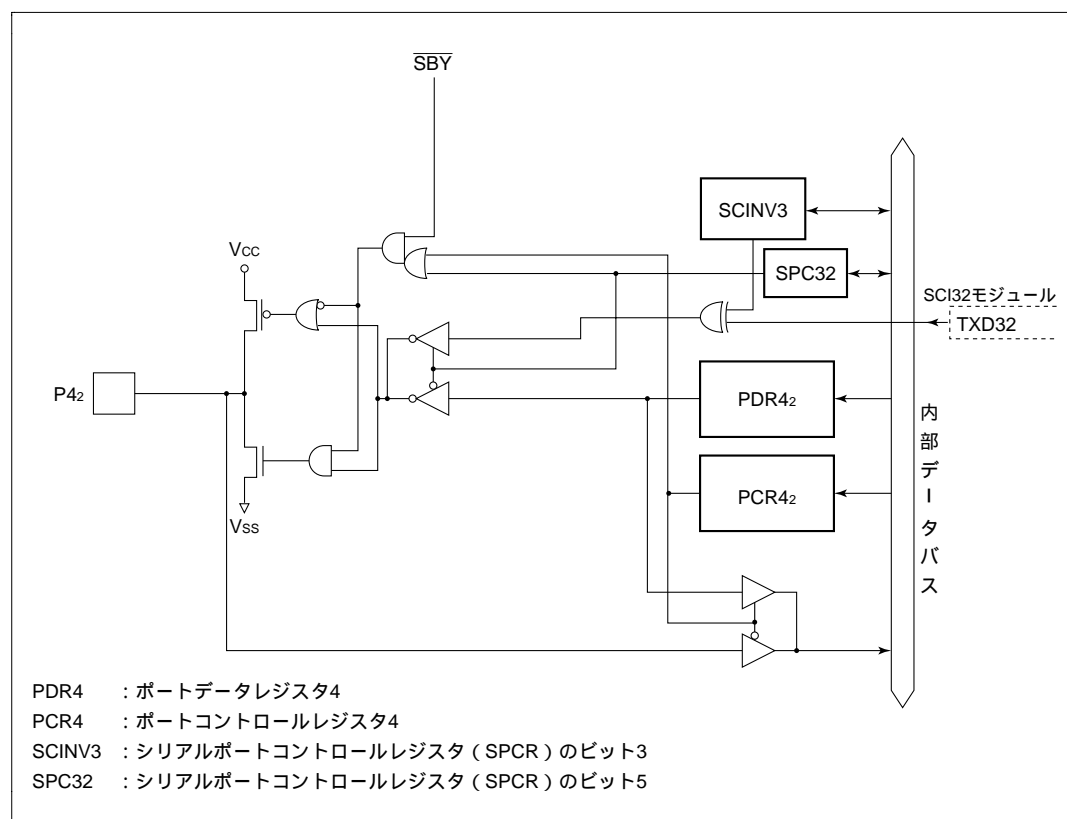 SBY
SCINV3
VCC
SPC32
SCI32モジュール
TXD32
P42
PDR42
内部データバス
PCR42
VSS
PDR4 :ポートデータレジスタ4
PCR4 :ポートコントロールレジスタ4
SCINV3 :シリアルポートコントロールレジスタ(SPCR)のビット3
SPC32 :シリアルポートコントロールレジスタ(SPCR)のビット5